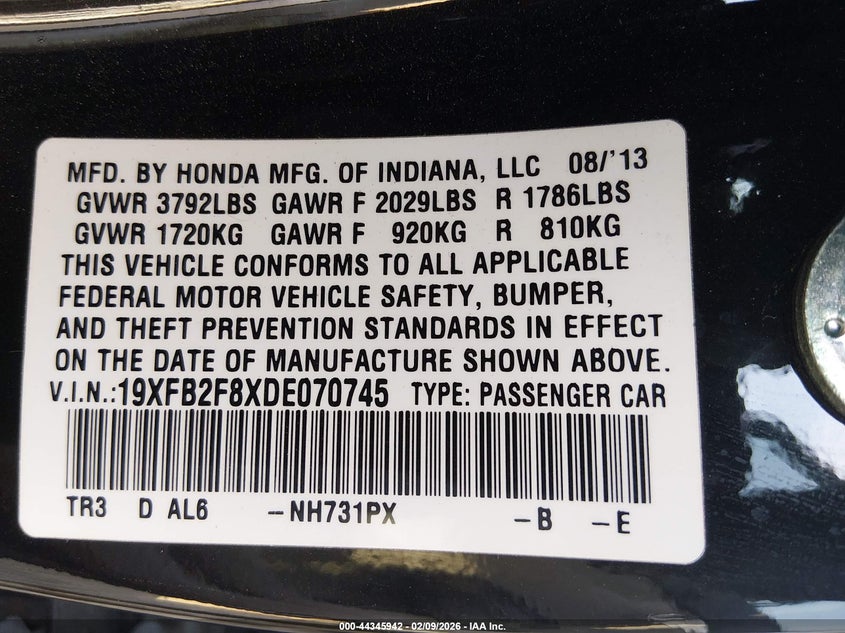 MFD. BY HONDA MFG. OF INDIANA, LLC 08/'13
GVWR 3792LBS GAWR F 2029LBS R 1786LBS
GVWR 1720KG GAWR F 920KG R 810KG
THIS VEHICLE CONFORMS TO ALL APPLICABLE
FEDERAL MOTOR VEHICLE SAFETY, BUMPER,
AND THEFT PREVENTION STANDARDS IN EFFECT
ON THE DATE OF MANUFACTURE SHOWN ABOVE.
V.I.N.:19XFB2F8XDE070745 TYPE: PASSENGER CAR
TR3 D AL6 -NH731PX -B -E
000-44345942 - 02/09/2026 - IAA Inc.